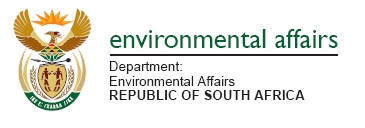 environmental affairs
Department:
Environmental Affairs
REPUBLIC OF SOUTH AFRICA